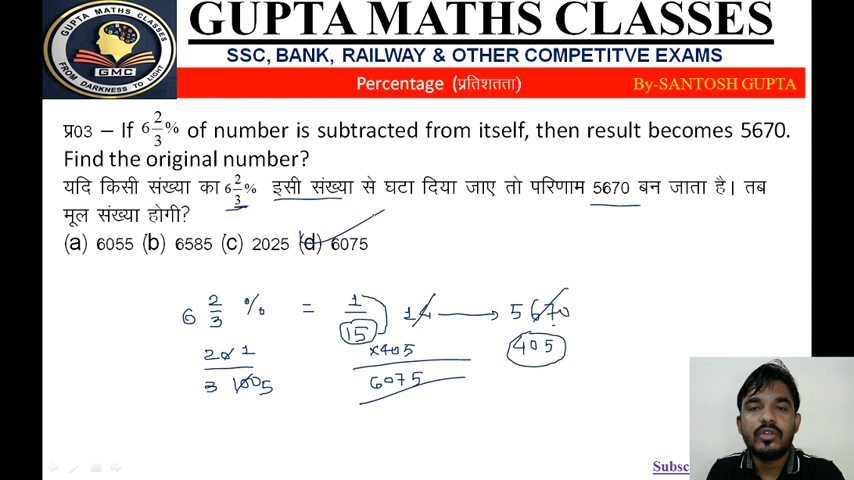 GUPTA MATHS CLASSES
GUPTA MATHS CLASSES
GMC
FROM DARKNESS TO LIGHT
SSC, BANK, RAILWAY & OTHER COMPETITVE EXAMS
Percentage (प्रतिशतता) By-SANTOSH GUPTA
प्र03 – If 6 2/3 % of number is subtracted from itself, then result becomes 5670.
Find the original number?
यदि किसी संख्या का 6 2/3 % इसी संख्या से घटा दिया जाए तो परिणाम 5670 बन जाता है। तब
मूल संख्या होगी?
(a) 6055 (b) 6585 (c) 2025 (d) 6075
6 2/3 % = 1/15 14 → 5670
20 1 ×405 405
3 100 5 6075
Subsc